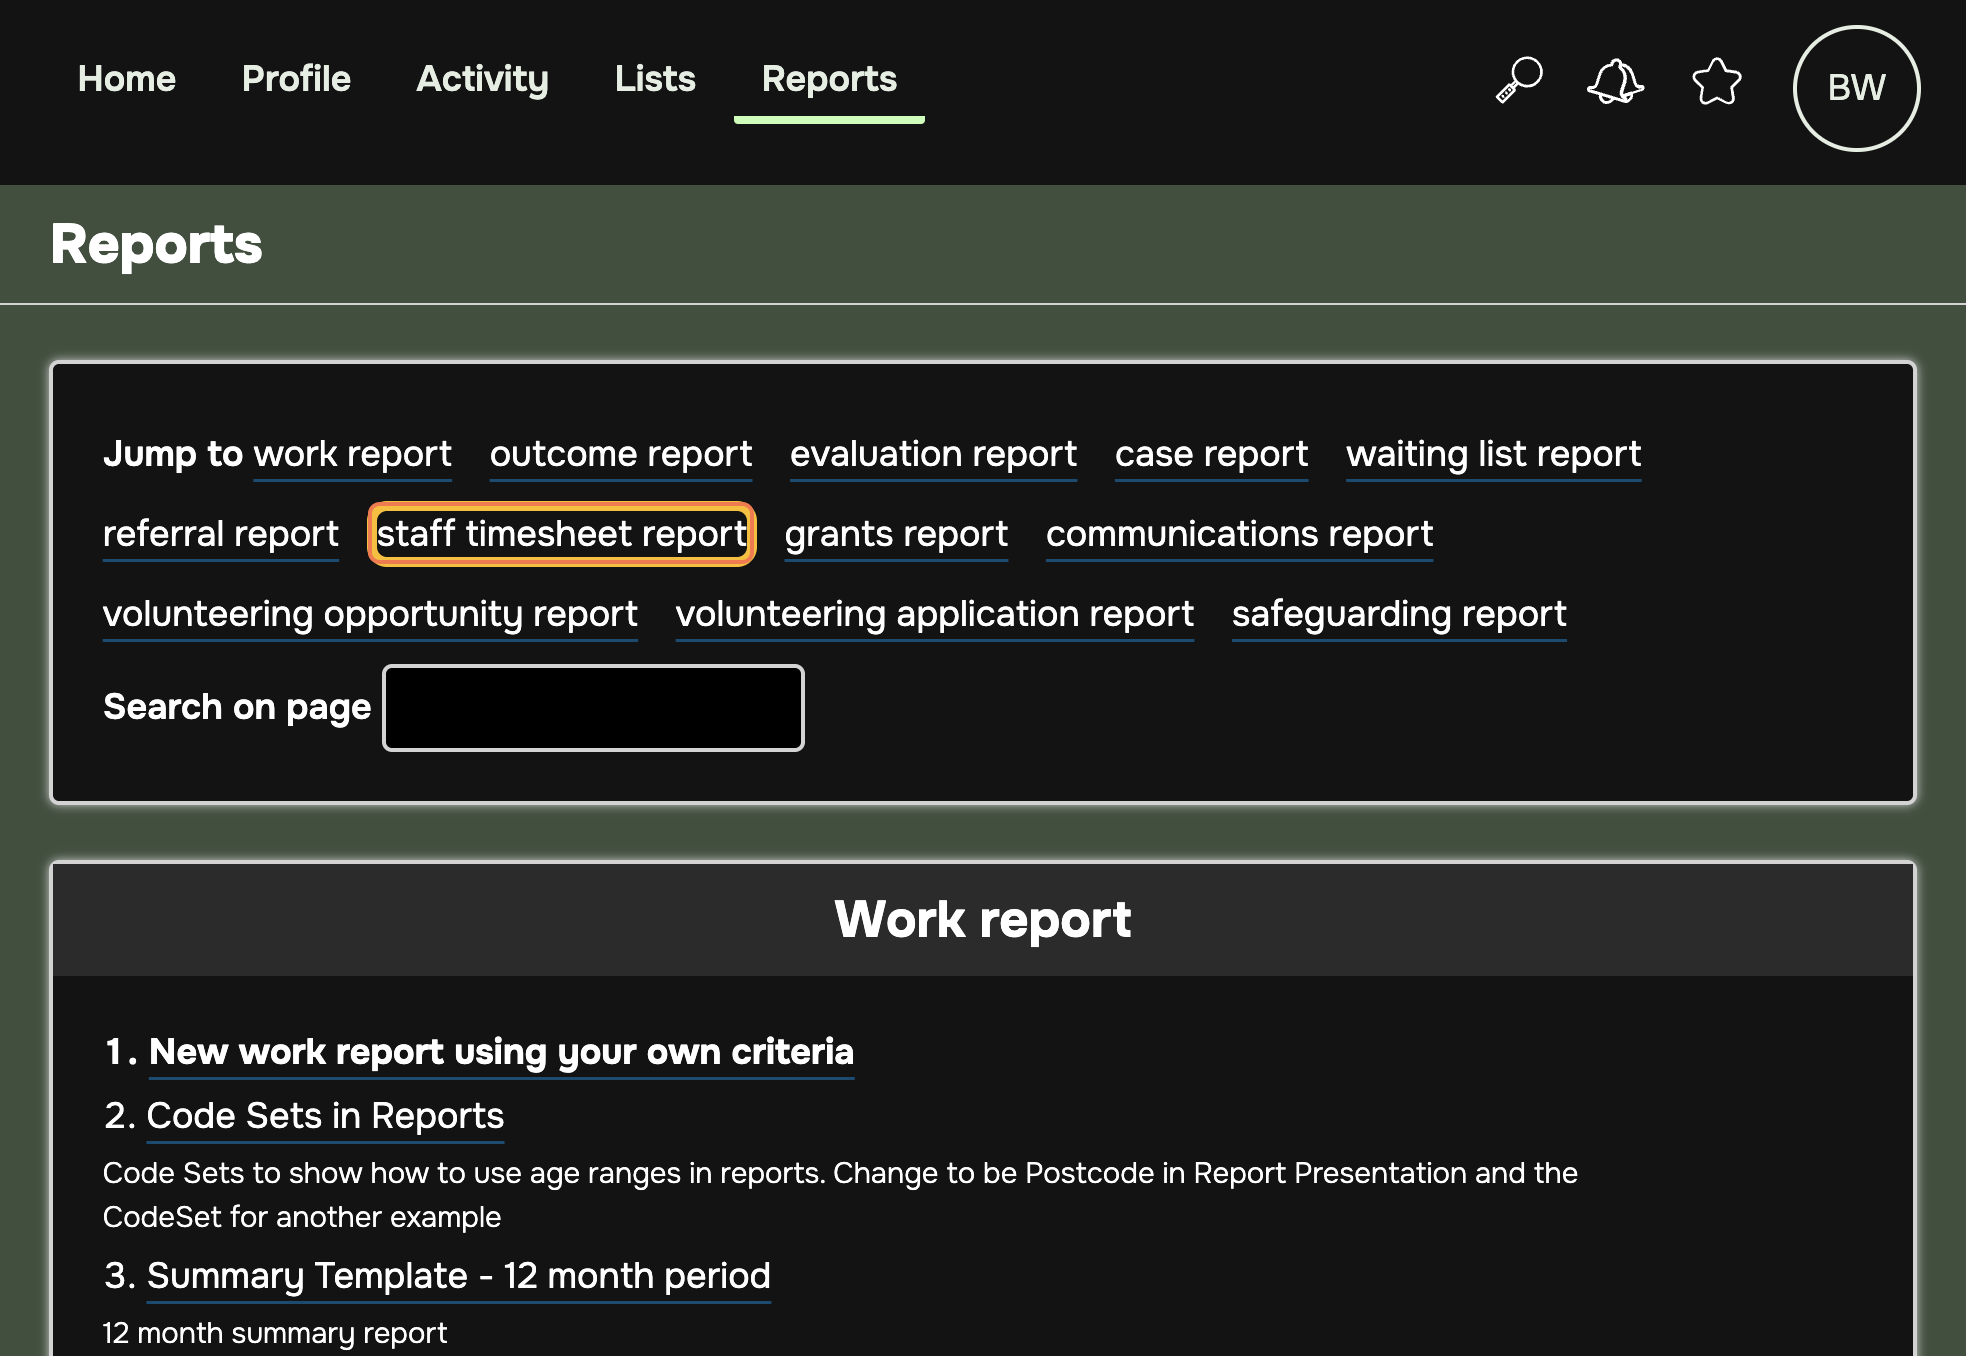 Home Profile Activity Lists Reports BW
Reports
Jump to work report outcome report evaluation report case report waiting list report
referral report staff timesheet report grants report communications report
volunteering opportunity report volunteering application report safeguarding report
Search on page
Work report
1. New work report using your own criteria
2. Code Sets in Reports
Code Sets to show how to use age ranges in reports. Change to be Postcode in Report Presentation and the
CodeSet for another example
3. Summary Template - 12 month period
12 month summary report